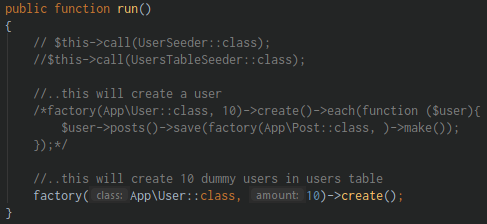 public function run()
{
// $this->call(UserSeeder::class);
//$this->call(UsersTableSeeder::class);
//..this will create a user
/*factory(App\User::class, 10)->create()->each(function ($user){
$user->posts()->save(factory(App\Post::class, )->make());
});*/
//..this will create 10 dummy users in users table
factory( class: App\User::class, amount: 10)->create();
}